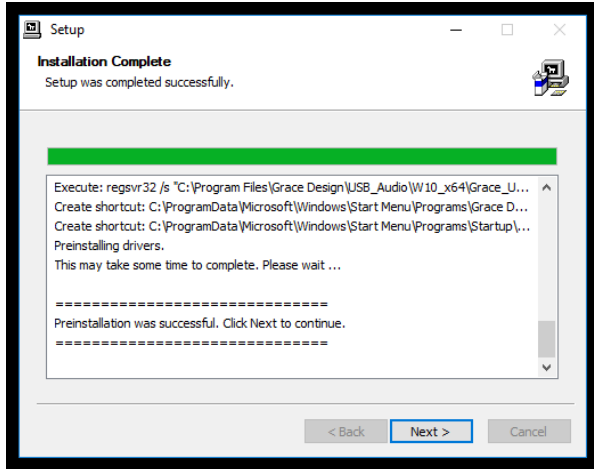 Setup
Installation Complete
Setup was completed successfully.
Execute: regsvr32 /s "C:\Program Files\Grace Design\USB_Audio\W10_x64\Grace_U...
Create shortcut: C:\ProgramData\Microsoft\Windows\Start Menu\Programs\Grace D...
Create shortcut: C:\ProgramData\Microsoft\Windows\Start Menu\Programs\Startup\...
Preinstalling drivers.
This may take some time to complete. Please wait ...
==============================
Preinstallation was successful. Click Next to continue.
==============================
< Back Next > Cancel